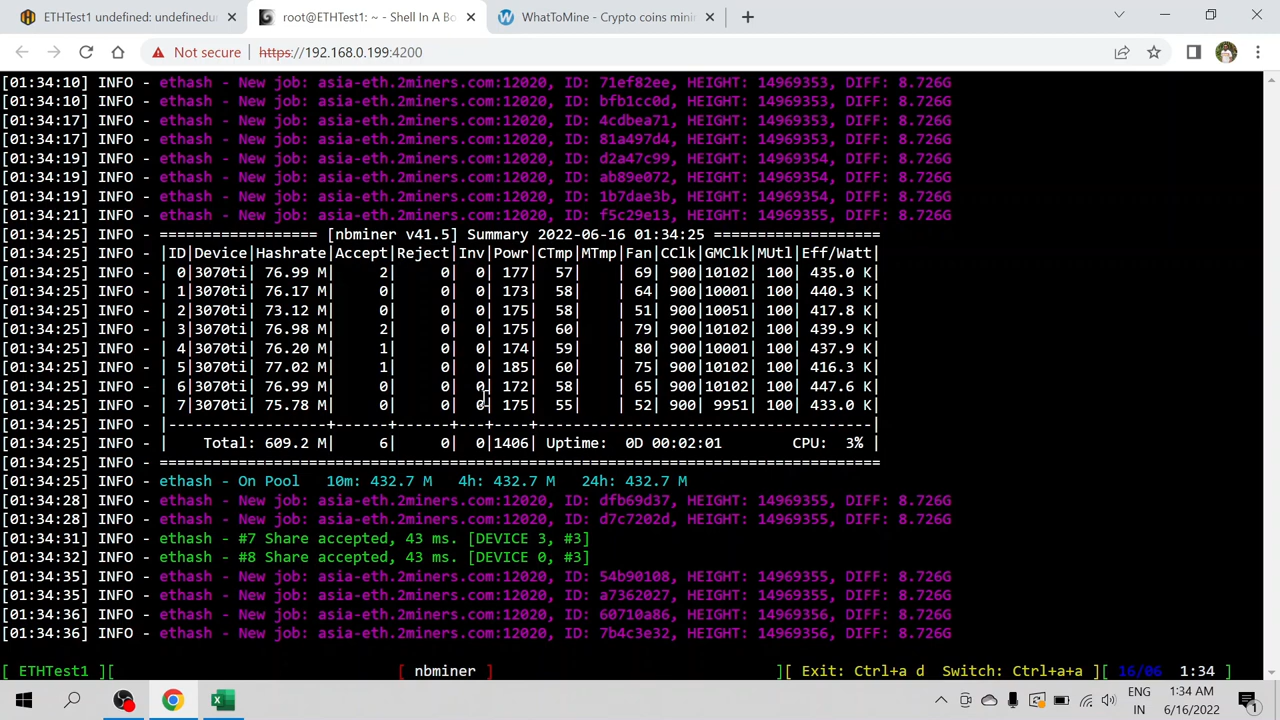 ETHTest1 undefined: undefinedun
root@ETHTest1: ~ - Shell In A Bo
WhatToMine - Crypto coins mini
Not secure | https://192.168.0.199:4200
[01:34:10] INFO - ethash - New job: asia-eth.2miners.com:12020, ID: 71ef82ee, HEIGHT: 14969353, DIFF: 8.726G
[01:34:10] INFO - ethash - New job: asia-eth.2miners.com:12020, ID: bfb1cc0d, HEIGHT: 14969353, DIFF: 8.726G
[01:34:17] INFO - ethash - New job: asia-eth.2miners.com:12020, ID: 4cdbea71, HEIGHT: 14969353, DIFF: 8.726G
[01:34:17] INFO - ethash - New job: asia-eth.2miners.com:12020, ID: 81a497d4, HEIGHT: 14969353, DIFF: 8.726G
[01:34:19] INFO - ethash - New job: asia-eth.2miners.com:12020, ID: d2a47c99, HEIGHT: 14969354, DIFF: 8.726G
[01:34:19] INFO - ethash - New job: asia-eth.2miners.com:12020, ID: ab89e072, HEIGHT: 14969354, DIFF: 8.726G
[01:34:19] INFO - ethash - New job: asia-eth.2miners.com:12020, ID: 1b7dae3b, HEIGHT: 14969354, DIFF: 8.726G
[01:34:21] INFO - ethash - New job: asia-eth.2miners.com:12020, ID: f5c29e13, HEIGHT: 14969355, DIFF: 8.726G
[01:34:25] INFO - ================== [nbminer v41.5] Summary 2022-06-16 01:34:25 ===================
[01:34:25] INFO - |ID|Device|Hashrate|Accept|Reject|Inv|Powr|CTmp|MTmp|Fan|CClk|GMClk|MUtl|Eff/Watt|
[01:34:25] INFO - | 0|3070ti| 76.99 M|     2|     0|  0| 177|  57|    | 69| 900|10102| 100| 435.0 K|
[01:34:25] INFO - | 1|3070ti| 76.17 M|     0|     0|  0| 173|  58|    | 64| 900|10001| 100| 440.3 K|
[01:34:25] INFO - | 2|3070ti| 73.12 M|     0|     0|  0| 175|  58|    | 51| 900|10051| 100| 417.8 K|
[01:34:25] INFO - | 3|3070ti| 76.98 M|     2|     0|  0| 175|  60|    | 79| 900|10102| 100| 439.9 K|
[01:34:25] INFO - | 4|3070ti| 76.20 M|     1|     0|  0| 174|  59|    | 80| 900|10001| 100| 437.9 K|
[01:34:25] INFO - | 5|3070ti| 77.02 M|     1|     0|  0| 185|  60|    | 75| 900|10102| 100| 416.3 K|
[01:34:25] INFO - | 6|3070ti| 76.99 M|     0|     0|  0| 172|  58|    | 65| 900|10102| 100| 447.6 K|
[01:34:25] INFO - | 7|3070ti| 75.78 M|     0|     0|  0| 175|  55|    | 52| 900| 9951| 100| 433.0 K|
[01:34:25] INFO - |------------------+------+------+---+----+--------------------------------------|
[01:34:25] INFO - |    Total: 609.2 M|     6|     0|  0|1406| Uptime:  0D 00:02:01        CPU:  3% |
[01:34:25] INFO - ==================================================================================
[01:34:25] INFO - ethash - On Pool   10m: 432.7 M   4h: 432.7 M   24h: 432.7 M
[01:34:28] INFO - ethash - New job: asia-eth.2miners.com:12020, ID: dfb69d37, HEIGHT: 14969355, DIFF: 8.726G
[01:34:28] INFO - ethash - New job: asia-eth.2miners.com:12020, ID: d7c7202d, HEIGHT: 14969355, DIFF: 8.726G
[01:34:31] INFO - ethash - #7 Share accepted, 43 ms. [DEVICE 3, #3]
[01:34:32] INFO - ethash - #8 Share accepted, 43 ms. [DEVICE 0, #3]
[01:34:35] INFO - ethash - New job: asia-eth.2miners.com:12020, ID: 54b90108, HEIGHT: 14969355, DIFF: 8.726G
[01:34:35] INFO - ethash - New job: asia-eth.2miners.com:12020, ID: a7362027, HEIGHT: 14969355, DIFF: 8.726G
[01:34:36] INFO - ethash - New job: asia-eth.2miners.com:12020, ID: 60710a86, HEIGHT: 14969356, DIFF: 8.726G
[01:34:36] INFO - ethash - New job: asia-eth.2miners.com:12020, ID: 7b4c3e32, HEIGHT: 14969356, DIFF: 8.726G
[ ETHTest1 ][ [ nbminer ] ][ Exit: Ctrl+a d  Switch: Ctrl+a+a ][ 16/06  1:34 ]
ENG
IN
1:34 AM
6/16/2022
1